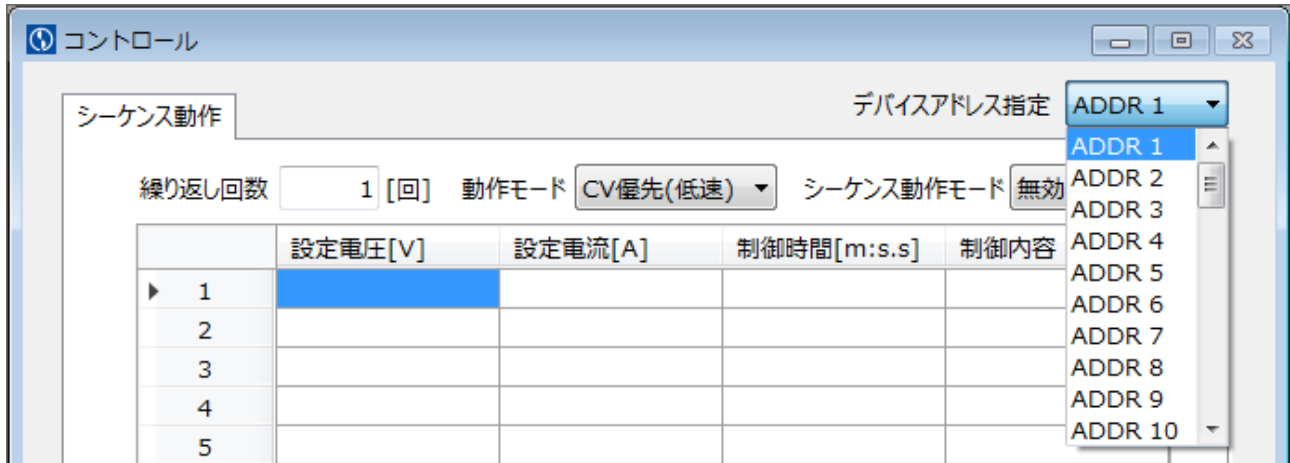 コントロール
シーケンス動作
デバイスアドレス指定 ADDR 1
繰り返し回数 1 [回] 動作モード CV優先(低速) シーケンス動作モード 無効
設定電圧[V] 設定電流[A] 制御時間[m:s.s] 制御内容
1
2
3
4
5
ADDR 1
ADDR 2
ADDR 3
ADDR 4
ADDR 5
ADDR 6
ADDR 7
ADDR 8
ADDR 9
ADDR 10